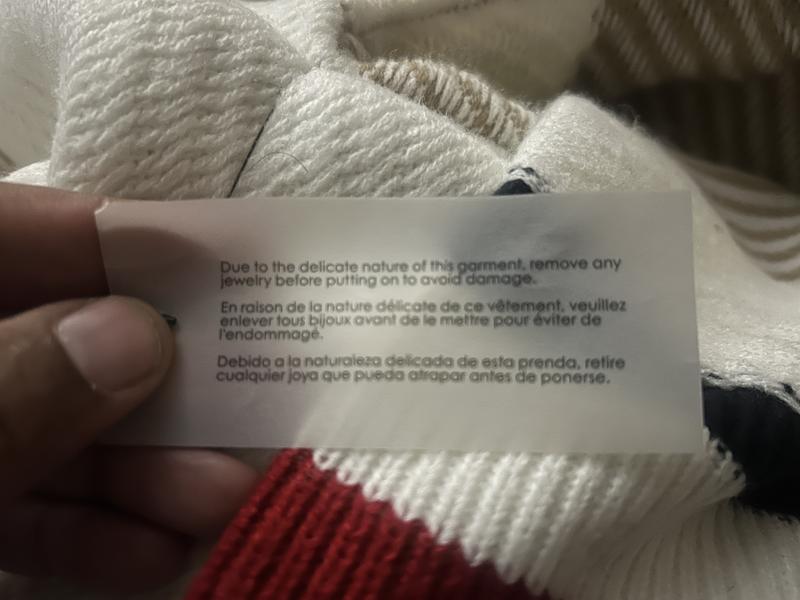 Due to the delicate nature of this garment, remove any
jewelry before putting on to avoid damage.
En raison de la nature délicate de ce vêtement, veuillez
enlever tous bijoux avant de le mettre pour éviter de
l'endommagé.
Debido a la naturaleza delicada de esta prenda, retire
cualquier joya que pueda atrapar antes de ponerse.